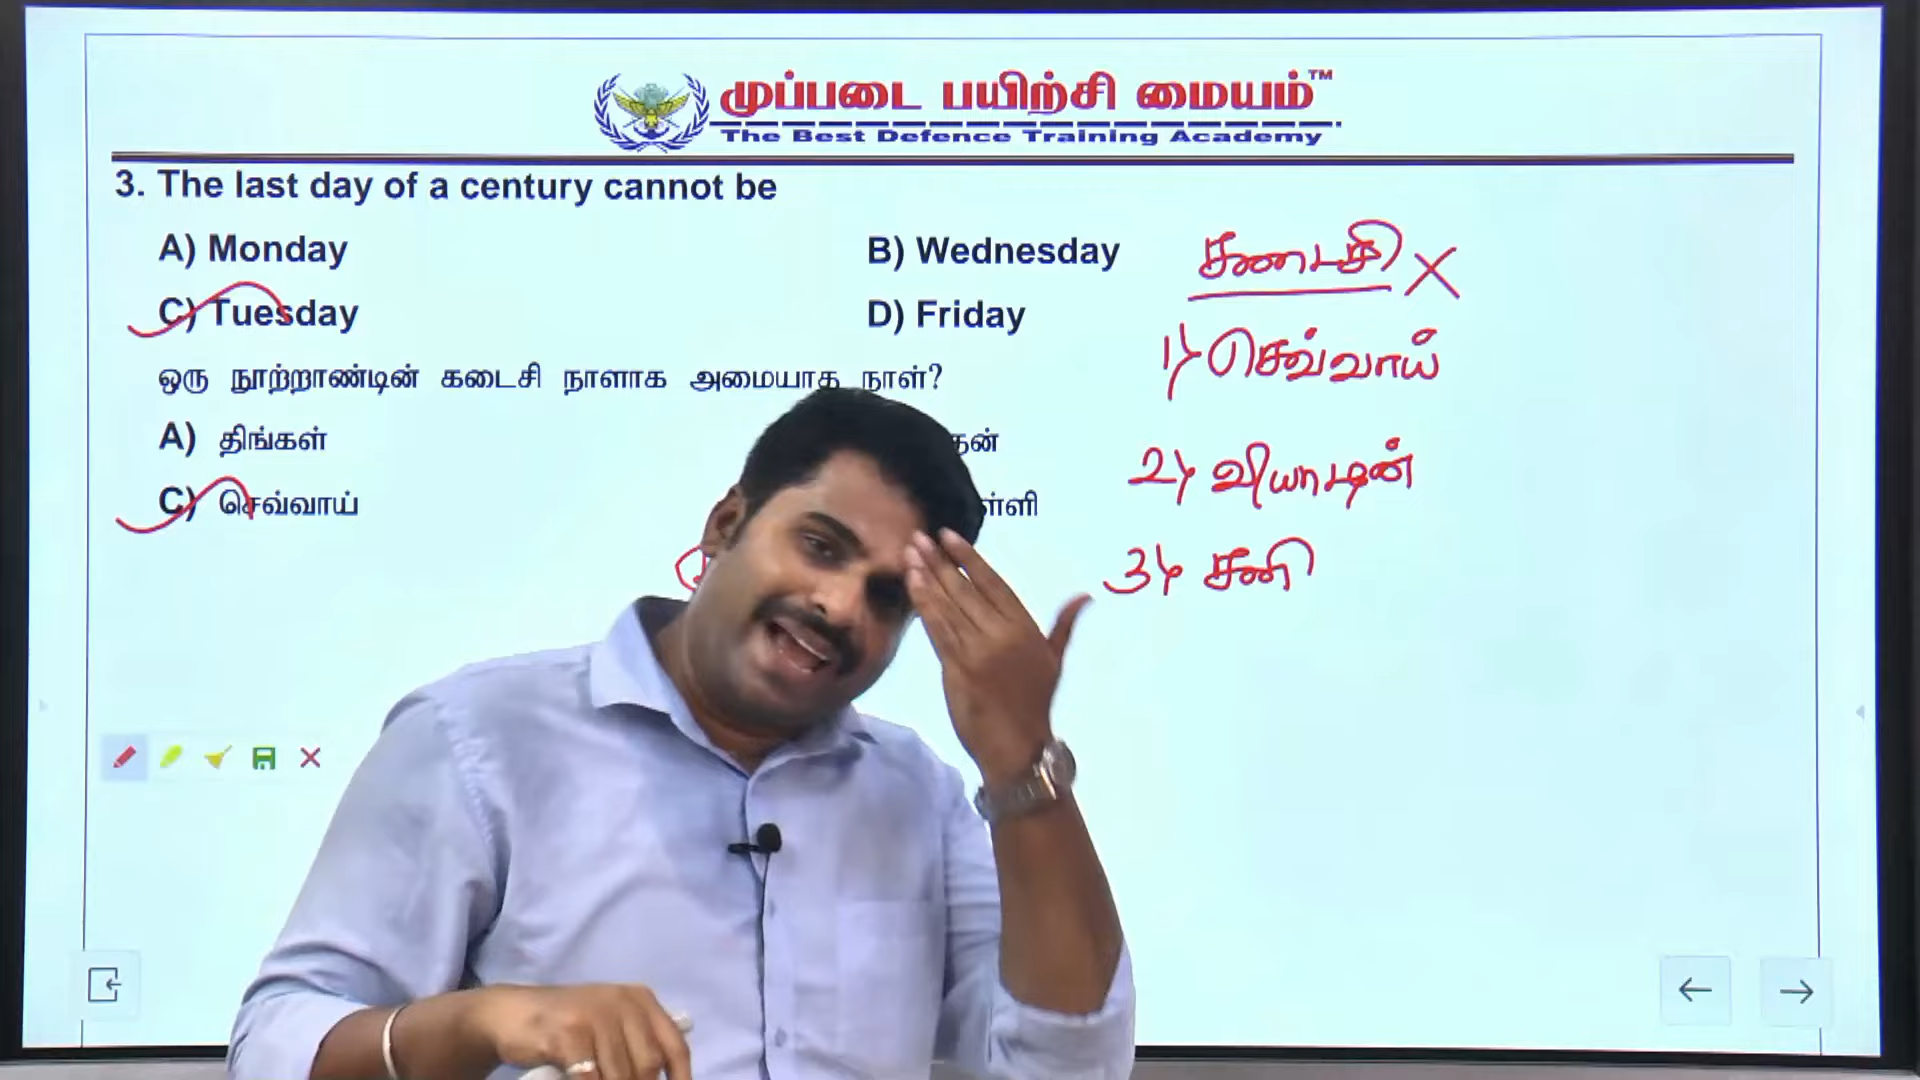 முப்படை பயிற்சி மையம்™
The Best Defence Training Academy
3. The last day of a century cannot be
A) Monday
B) Wednesday
C) Tuesday
D) Friday
ஒரு நூற்றாண்டின் கடைசி நாளாக அமையாத நாள்?
A) திங்கள்
தன்
C) செவ்வாய்
ள்ளி
1) செவ்வாய்
2) வியாழன்
3) சனி